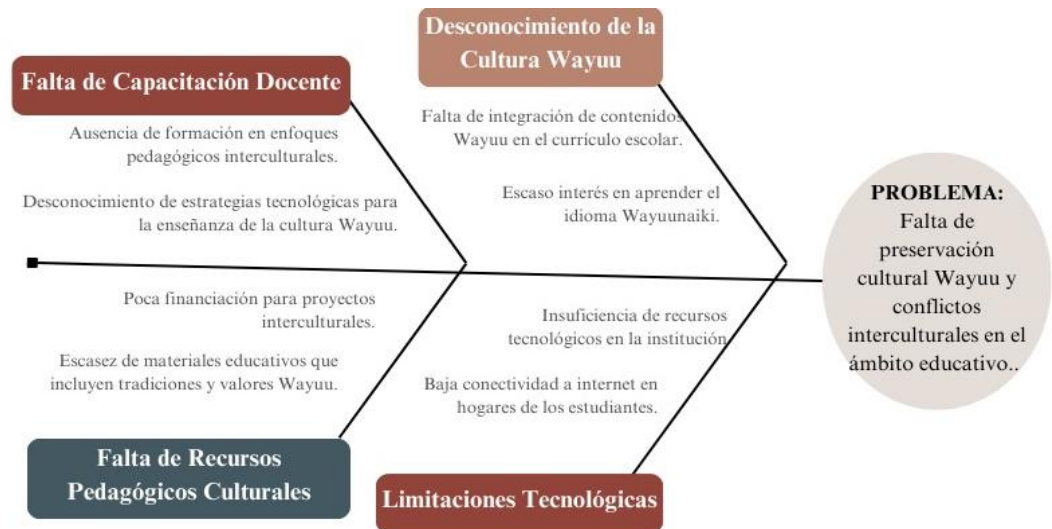 Falta de Capacitación Docente
Ausencia de formación en enfoques
pedagógicos interculturales.
Desconocimiento de estrategias tecnológicas para
la enseñanza de la cultura Wayuu.
Desconocimiento de la
Cultura Wayuu
Falta de integración de contenidos
Wayuu en el currículo escolar.
Escaso interés en aprender el
idioma Wayuunaiki.
PROBLEMA:
Falta de
preservación
cultural Wayuu y
conflictos
interculturales en el
ámbito educativo..
Poca financiación para proyectos
interculturales.
Escasez de materiales educativos que
incluyen tradiciones y valores Wayuu.
Falta de Recursos
Pedagógicos Culturales
Insuficiencia de recursos
tecnológicos en la institución
Baja conectividad a internet en
hogares de los estudiantes.
Limitaciones Tecnológicas